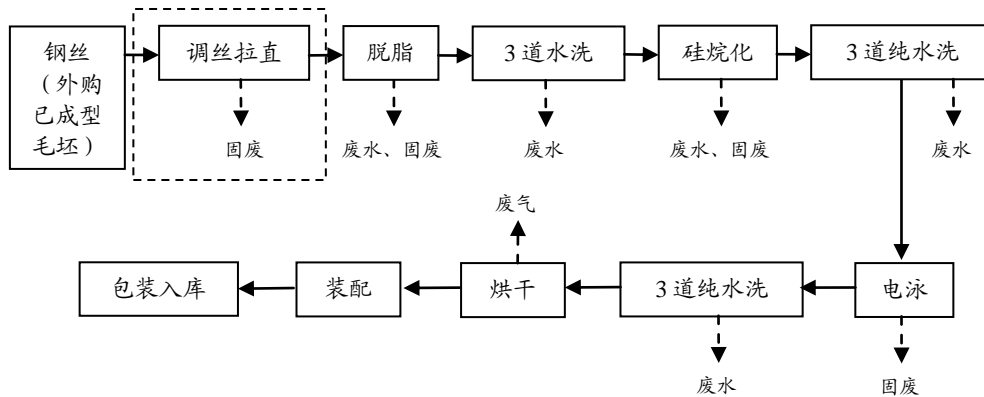 钢丝
（外购
已成型
毛坯）
调丝拉直
脱脂
3 道水洗
硅烷化
3 道纯水洗
固废
废水、固废
废水
废水、固废
废水
废气
包装入库
装配
烘干
3 道纯水洗
电泳
废水
固废